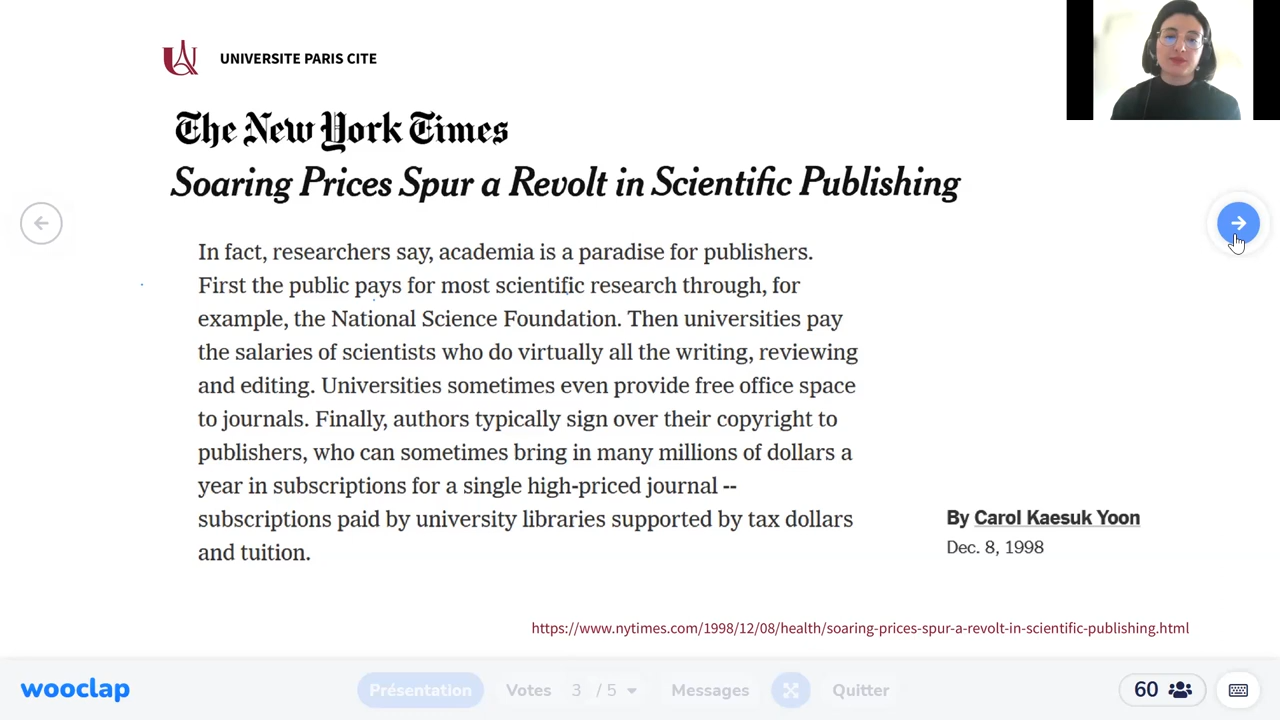 UNIVERSITE PARIS CITE
The New York Times
Soaring Prices Spur a Revolt in Scientific Publishing
In fact, researchers say, academia is a paradise for publishers.
First the public pays for most scientific research through, for
example, the National Science Foundation. Then universities pay
the salaries of scientists who do virtually all the writing, reviewing
and editing. Universities sometimes even provide free office space
to journals. Finally, authors typically sign over their copyright to
publishers, who can sometimes bring in many millions of dollars a
year in subscriptions for a single high-priced journal --
subscriptions paid by university libraries supported by tax dollars
and tuition.
By Carol Kaesuk Yoon
Dec. 8, 1998
https://www.nytimes.com/1998/12/08/health/soaring-prices-spur-a-revolt-in-scientific-publishing.html
wooclap Présentation Votes 3 / 5 Messages Quitter 60